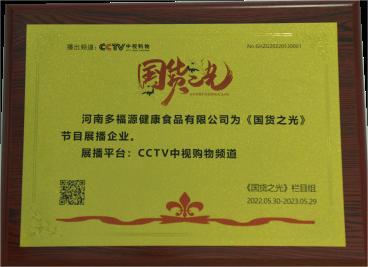 播出频道：CCTV中视购物
No.GHZG20220530001
国货之光
河南多福源健康食品有限公司为《国货之光》
节目展播企业。
展播平台：CCTV中视购物频道
《国货之光》栏目组
2022.05.30-2023.05.29